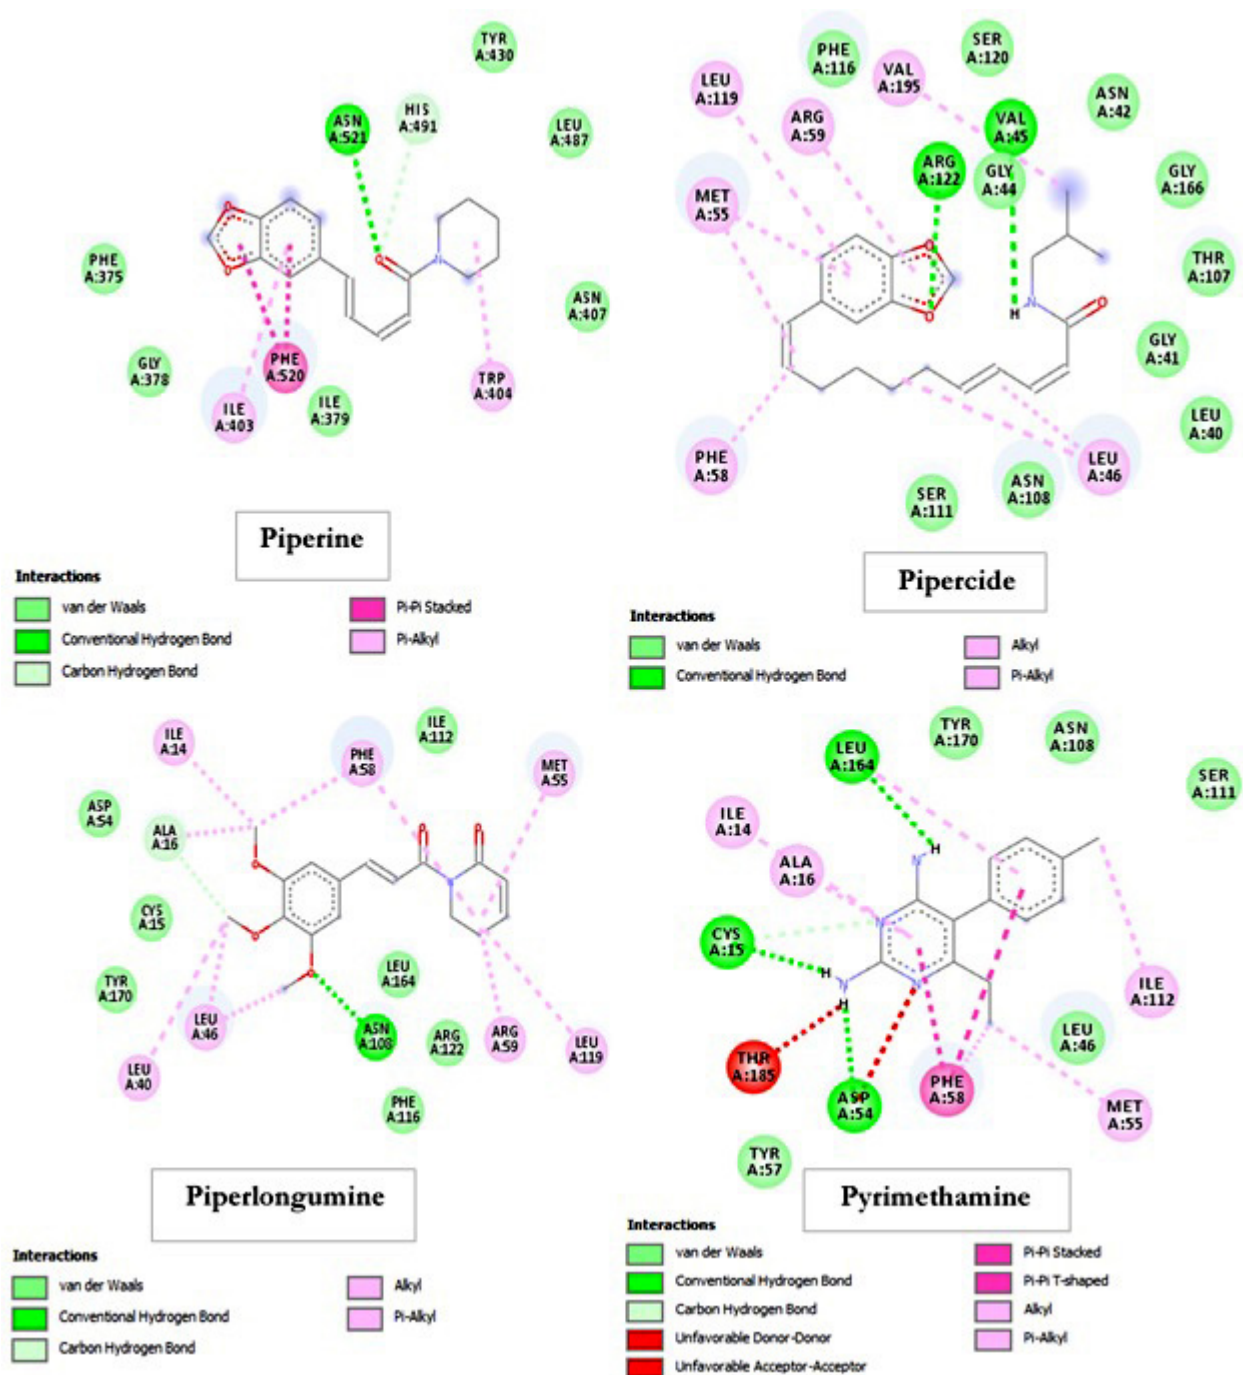 TYR
A:430
ASN
A:521
HIS
A:491
LEU
A:487
PHE
A:375
ASN
A:407
GLY
A:378
PHE
A:520
TRP
A:404
ILE
A:403
ILE
A:379
O
O
O
N
Piperine
Interactions
van der Waals
Conventional Hydrogen Bond
Carbon Hydrogen Bond
Pi-Pi Stacked
Pi-Alkyl
PHE
A:116
SER
A:120
LEU
A:119
VAL
A:195
ASN
A:42
ARG
A:59
VAL
A:45
ARG
A:122
GLY
A:44
GLY
A:166
MET
A:55
THR
A:107
GLY
A:41
LEU
A:40
PHE
A:58
LEU
A:46
ASN
A:108
SER
A:111
O
O
N
H
O
Pipercide
Interactions
van der Waals
Conventional Hydrogen Bond
Alkyl
Pi-Alkyl
ILE
A:14
PHE
A:58
ILE
A:112
MET
A:55
ASP
A:54
ALA
A:16
CYS
A:15
TYR
A:170
LEU
A:164
LEU
A:46
ASN
A:108
ARG
A:122
ARG
A:59
LEU
A:119
LEU
A:40
PHE
A:116
O
O
O
O
O
N
Piperlongumine
Interactions
van der Waals
Conventional Hydrogen Bond
Carbon Hydrogen Bond
Alkyl
Pi-Alkyl
LEU
A:164
TYR
A:170
ASN
A:108
SER
A:111
ILE
A:14
ALA
A:16
CYS
A:15
ILE
A:112
THR
A:185
LEU
A:46
ASP
A:54
PHE
A:58
MET
A:55
TYR
A:57
H
N
N
H
N
H
N
Pyrimethamine
Interactions
van der Waals
Conventional Hydrogen Bond
Carbon Hydrogen Bond
Unfavorable Donor-Donor
Unfavorable Acceptor-Acceptor
Pi-Pi Stacked
Pi-Pi T-shaped
Alkyl
Pi-Alkyl